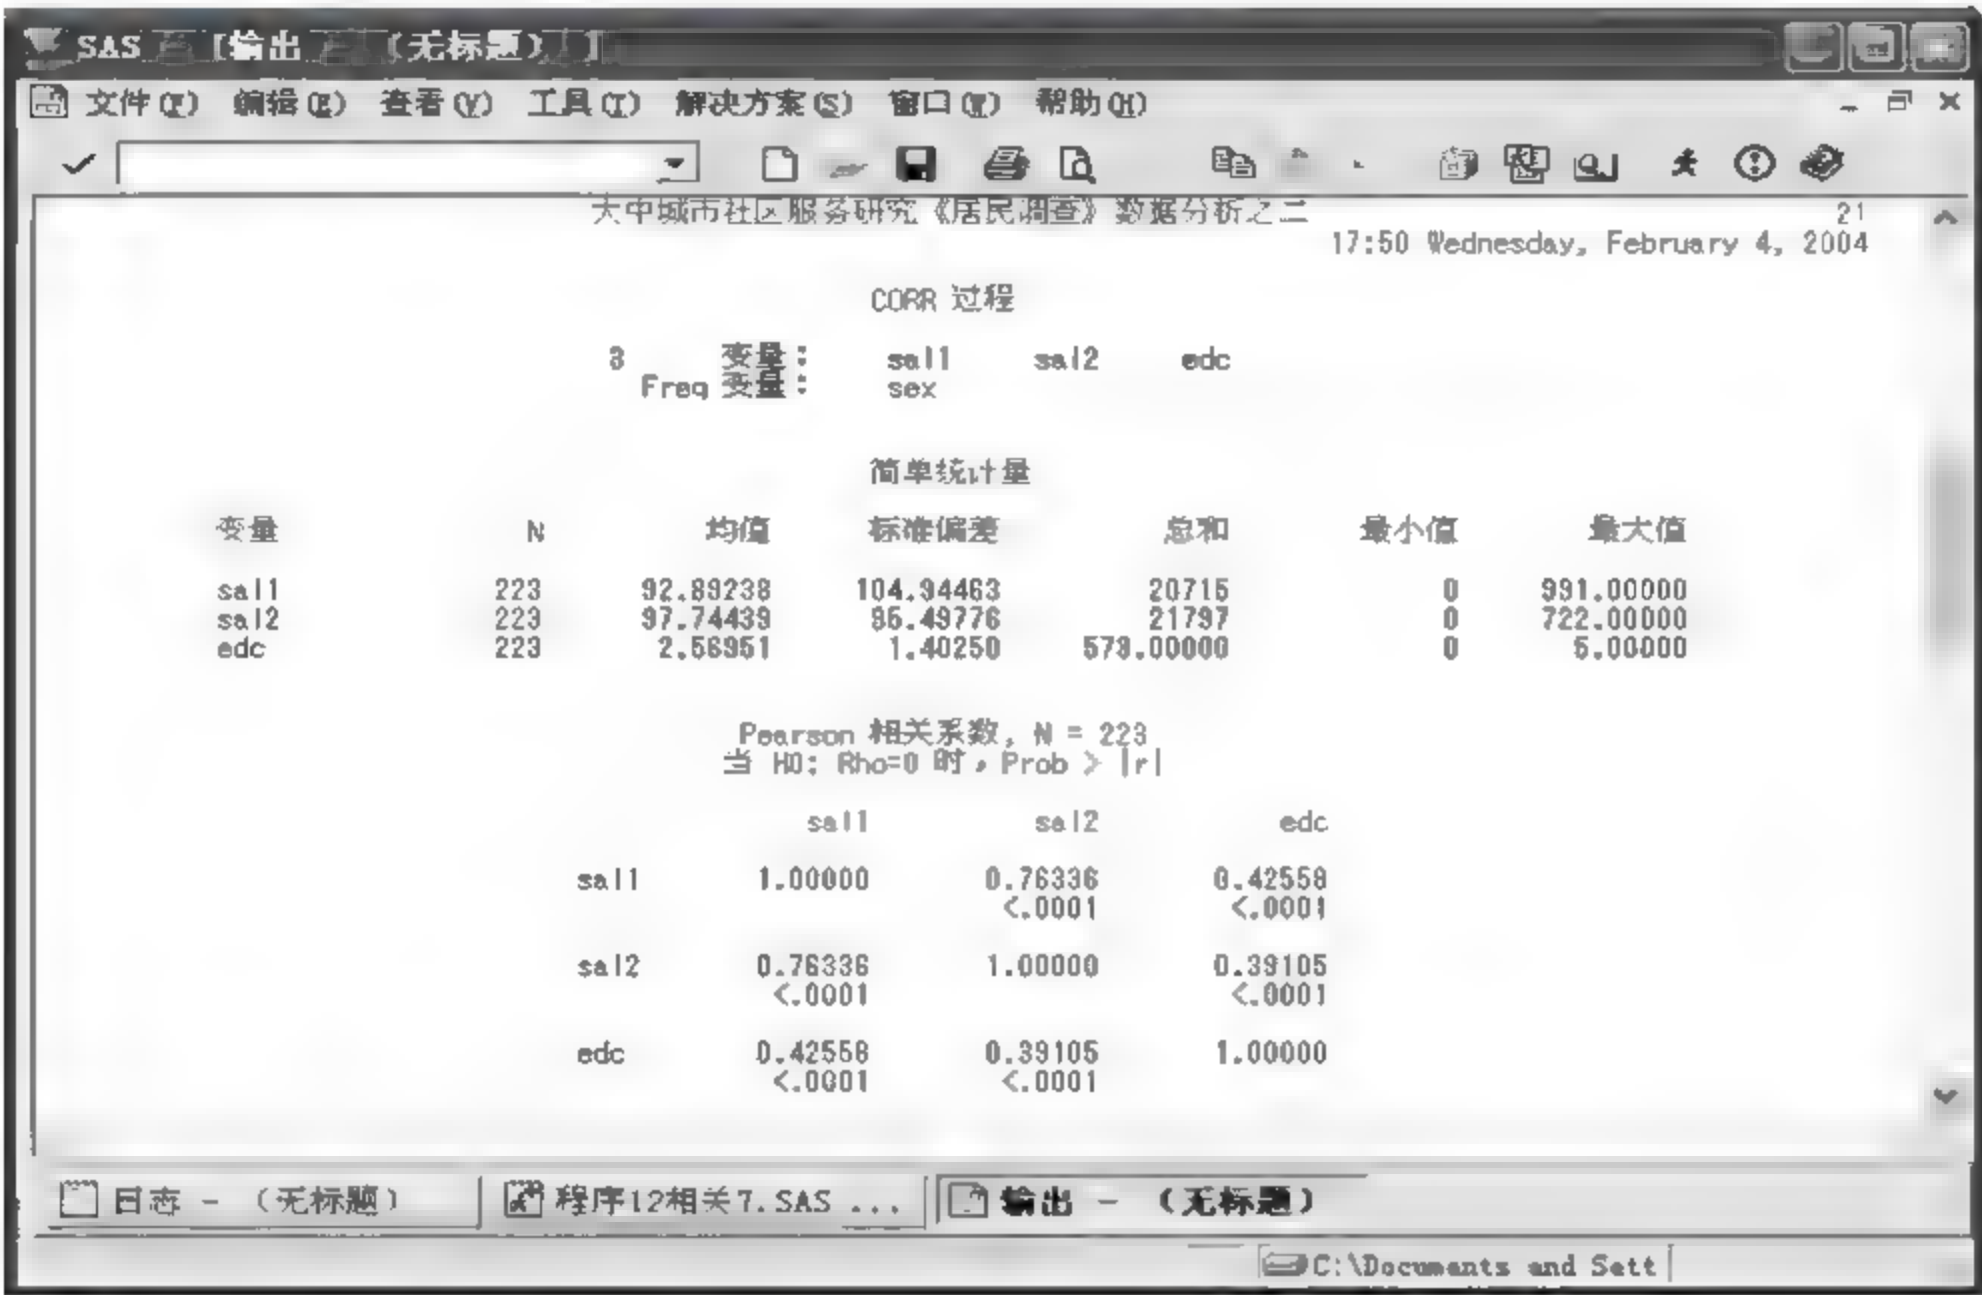 SAS [输出 (无标题)]
文件(F) 编辑(E) 查看(V) 工具(T) 解决方案(S) 窗口(W) 帮助(H)
大中城市社区服务研究《居民调查》数据分析之二 21
17:50 Wednesday, February 4, 2004
CORR 过程
3 变量: sal1 sal2 edc
Freq 变量: sex
简单统计量
变量 N 均值 标准偏差 总和 最小值 最大值
sal1 223 92.89238 104.94463 20715 0 991.00000
sal2 223 97.74439 95.49776 21797 0 722.00000
edc 223 2.56951 1.40250 573.00000 0 5.00000
Pearson 相关系数, N = 223
当 H0: Rho=0 时, Prob > |r|
sal1 sal2 edc
sal1 1.00000 0.76336 0.42558
<.0001 <.0001
sal2 0.76336 1.00000 0.39105
<.0001 <.0001
edc 0.42558 0.39105 1.00000
<.0001 <.0001
日志 - (无标题) 程序12相关7.SAS ... 输出 - (无标题)
C:\Documents and Sett